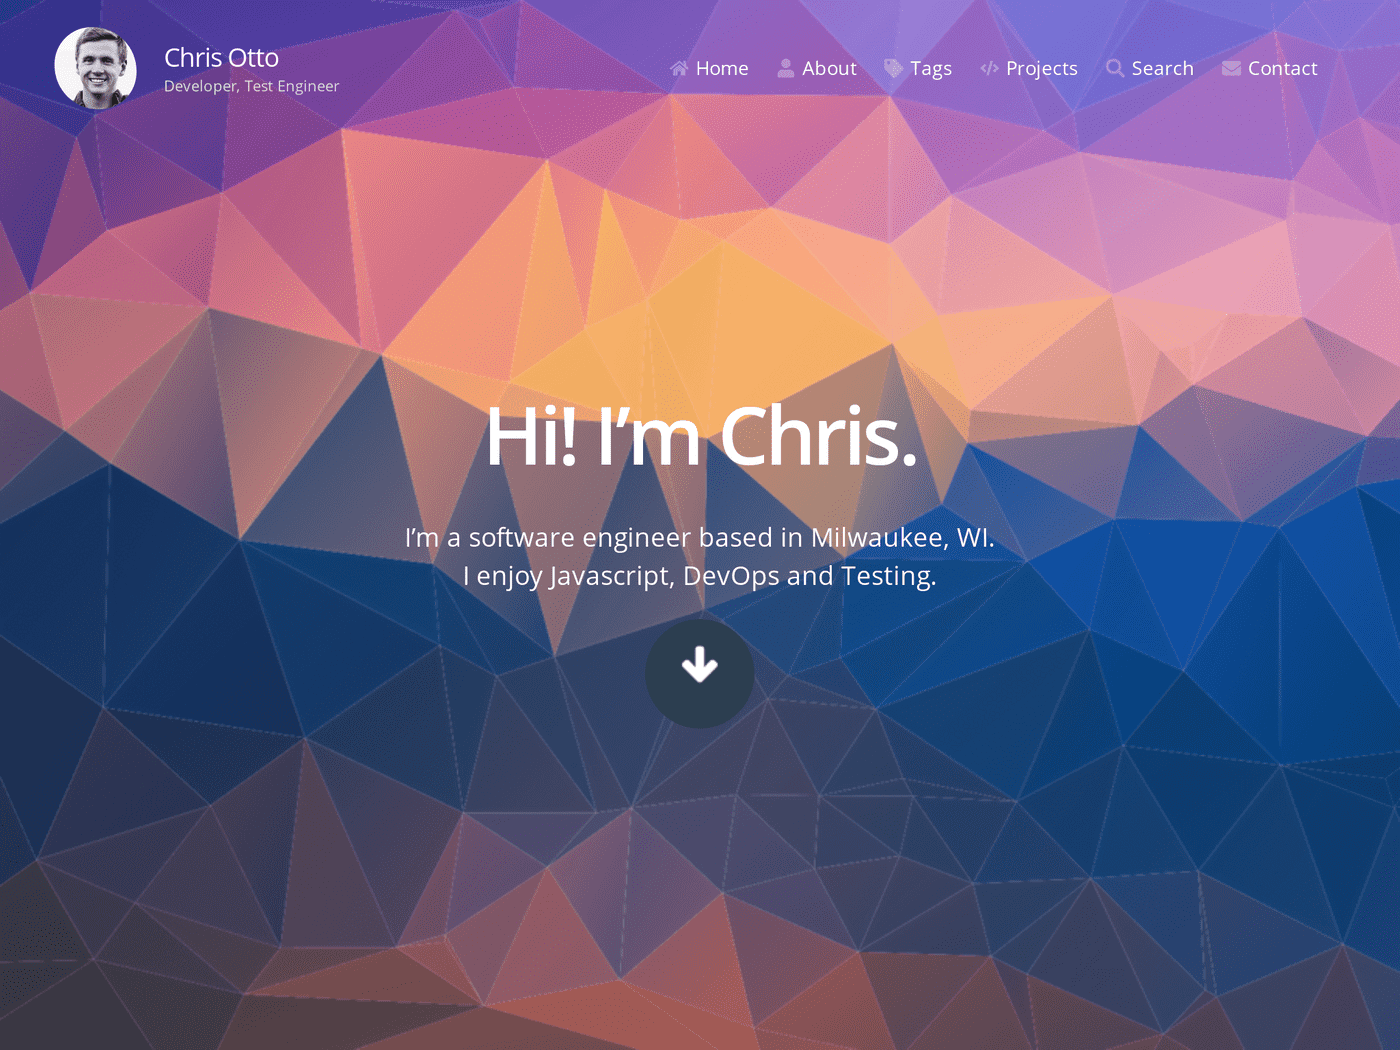 Chris Otto
Developer, Test Engineer
Home About Tags Projects Search Contact
Hi! I’m Chris.
I’m a software engineer based in Milwaukee, WI.
I enjoy Javascript, DevOps and Testing.